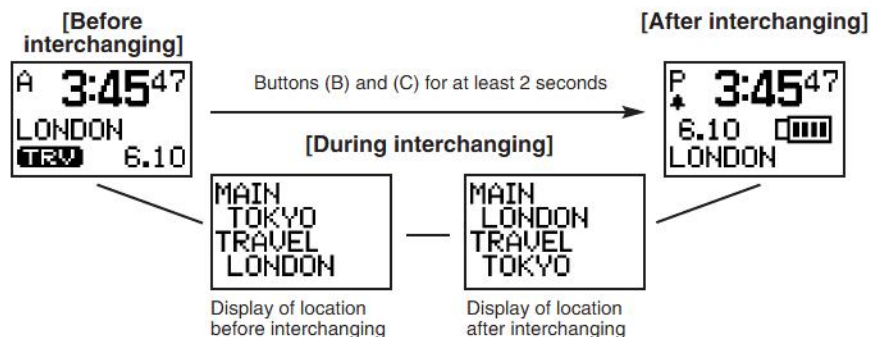 [Before
interchanging]
A 3:45 47
LONDON
TRV 6.10
Buttons (B) and (C) for at least 2 seconds
[After interchanging]
P 3:45 47
6.10
LONDON
[During interchanging]
MAIN
TOKYO
TRAVEL
LONDON
Display of location
before interchanging
MAIN
LONDON
TRAVEL
TOKYO
Display of location
after interchanging